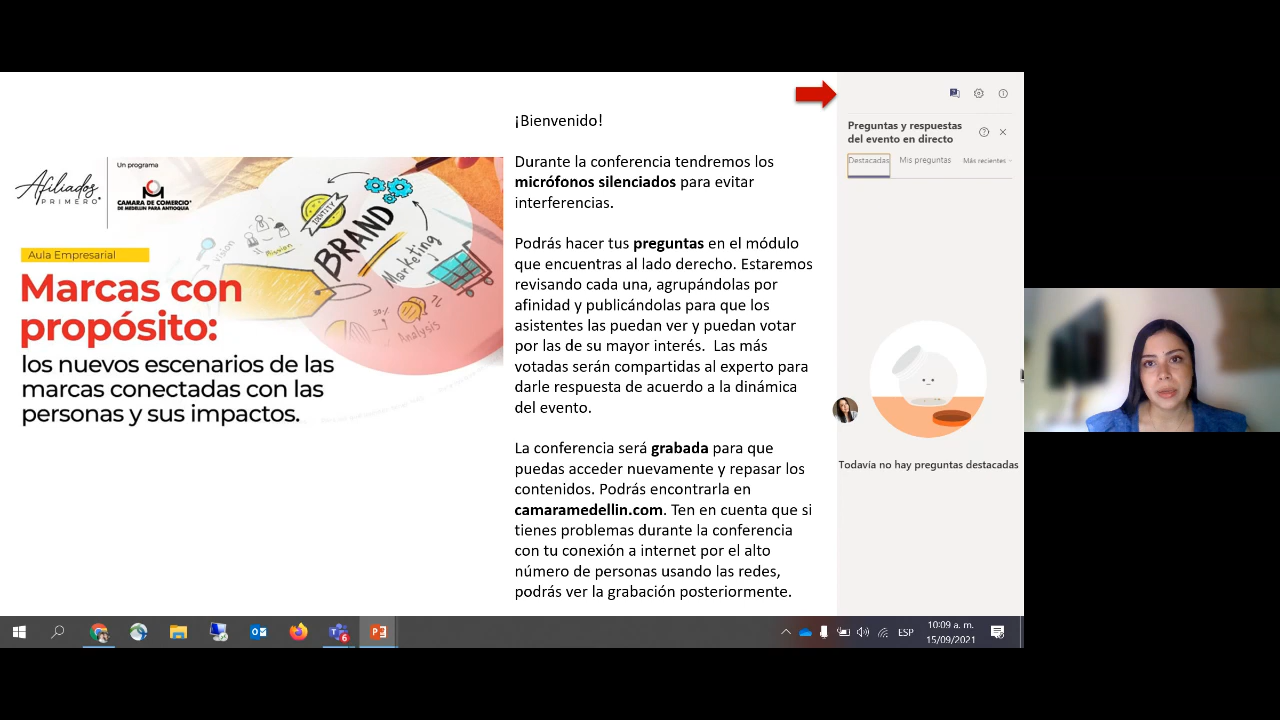 Afiliados
PRIMERO
Un programa
CAMARA DE COMERCIO
DE MEDELLIN PARA ANTIOQUIA
vision
Mission
IDENTITY
BRAND
Marketing
30%
Analysis
Aula Empresarial
Marcas con
propósito:
los nuevos escenarios de las
marcas conectadas con las
personas y sus impactos.
¡Bienvenido!
Durante la conferencia tendremos los
micrófonos silenciados para evitar
interferencias.
Podrás hacer tus preguntas en el módulo
que encuentras al lado derecho. Estaremos
revisando cada una, agrupándolas por
afinidad y publicándolas para que los
asistentes las puedan ver y puedan votar
por las de su mayor interés. Las más
votadas serán compartidas al experto para
darle respuesta de acuerdo a la dinámica
del evento.
La conferencia será grabada para que
puedas acceder nuevamente y repasar los
contenidos. Podrás encontrarla en
camaramedellin.com. Ten en cuenta que si
tienes problemas durante la conferencia
con tu conexión a internet por el alto
número de personas usando las redes,
podrás ver la grabación posteriormente.
Preguntas y respuestas
del evento en directo
Destacadas Mis preguntas Más recientes
Todavía no hay preguntas destacadas
ESP
10:09 a. m.
15/09/2021